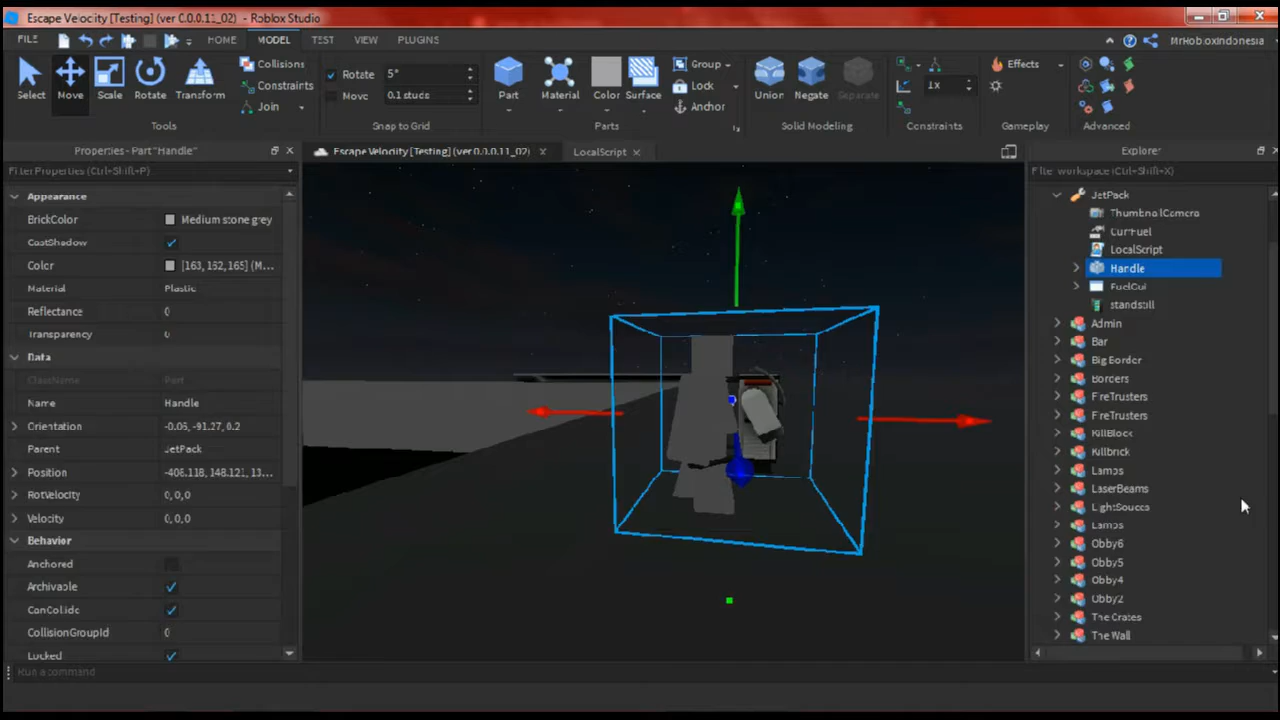 Escape Velocity [Testing] (ver 0.0.0.11_02) - Roblox Studio
FILE HOME MODEL TEST VIEW PLUGINS MrRobloxIndonesia
Select Move Scale Rotate Transform
Collisions
Constraints
Join
Rotate 5°
Move 0.1 studs
Part Material Color Surface
Group
Lock
Anchor
Union Negate Separate
1x
Effects
Tools Snap to Grid Parts Solid Modeling Constraints Gameplay Advanced
Properties - Part "Handle"
Filter Properties (Ctrl+Shift+P)
Appearance
BrickColor Medium stone grey
CastShadow
Color [163, 162, 165] (M...
Material Plastic
Reflectance 0
Transparency 0
Data
ClassName Part
Name Handle
Orientation -0.06, -91.27, 0.2
Parent JetPack
Position -406.118, 148.121, 13...
RotVelocity 0, 0, 0
Velocity 0, 0, 0
Behavior
Anchored
Archivable
CanCollide
CollisionGroupId 0
Locked
Run a command
Escape Velocity [Testing] (ver 0.0.0.11_02) LocalScript
Explorer
Filter workspace (Ctrl+Shift+X)
JetPack
ThumbnailCamera
CurrFuel
LocalScript
Handle
FuelGui
standstill
Admin
Bar
Big Border
Borders
FireTrusters
FireTrusters
KillBlock
Killbrick
Lamps
LaserBeams
LightSources
Lamps
Obby6
Obby5
Obby4
Obby2
The Crates
The Wall